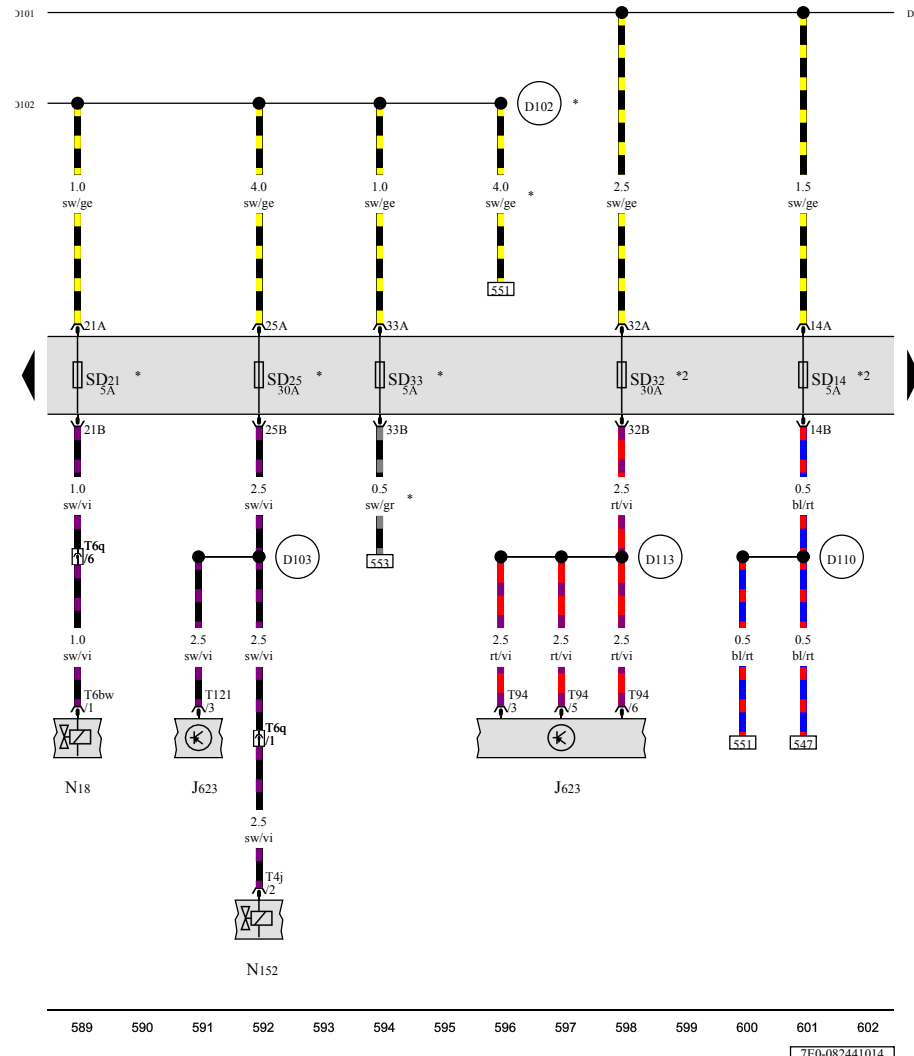 D101
D102
D102 *
1.0
sw/ge
4.0
sw/ge
1.0
sw/ge
4.0
sw/ge *
2.5
sw/ge
1.5
sw/ge
551
21A
25A
33A
32A
14A
SD21 *
5A
SD25 *
30A
SD33 *
5A
SD32 *2
30A
SD14 *2
5A
21B
25B
33B
32B
14B
1.0
sw/vi
2.5
sw/vi
0.5
sw/gr *
2.5
rt/vi
0.5
bl/rt
T6q
/6
D103
553
D113
D110
1.0
sw/vi
2.5
sw/vi
2.5
sw/vi
2.5
rt/vi
2.5
rt/vi
2.5
rt/vi
0.5
bl/rt
0.5
bl/rt
T6bw
/1
T121
/3
T6q
/1
T94
/3
T94
/5
T94
/6
551
547
N18
J623
J623
2.5
sw/vi
T4j
/2
N152
589 590 591 592 593 594 595 596 597 598 599 600 601 602
7E0-082441014